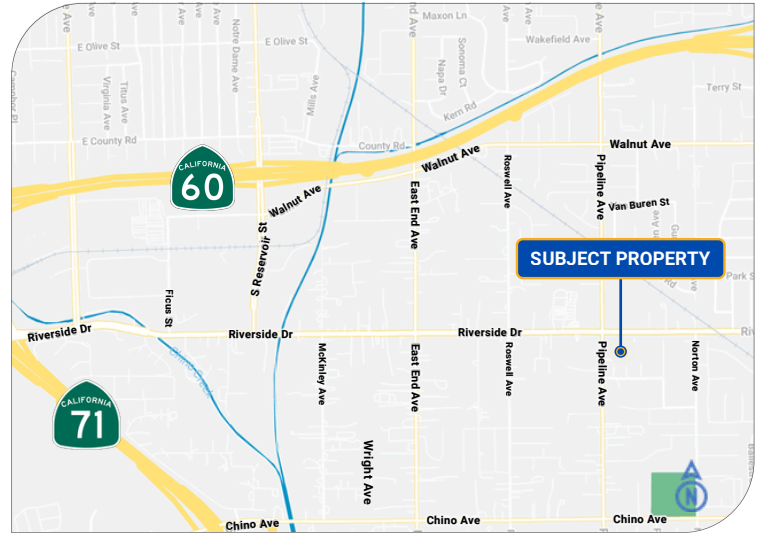 Maxon Ln
E Olive St
E Olive St
Notre Dame Ave
Wakefield Ave
Sonoma Ct
Napa Dr
Terry St
Mills Ave
Virginia Ave
Titus Ave
Kern Rd
E County Rd
County Rd
Walnut Ave
Walnut Ave
CALIFORNIA
60
Walnut Ave
Roswell Ave
Pipeline Ave
East End Ave
Van Buren St
S Reservoir St
SUBJECT PROPERTY
Park S
Ficus St
Riverside Dr
Riverside Dr
Riverside Dr
Riv
McKinley Ave
East End Ave
Roswell Ave
Pipeline Ave
Norton Ave
Chino Creek
CALIFORNIA
71
Wright Ave
N
Chino Ave
Chino Ave
Chino Ave